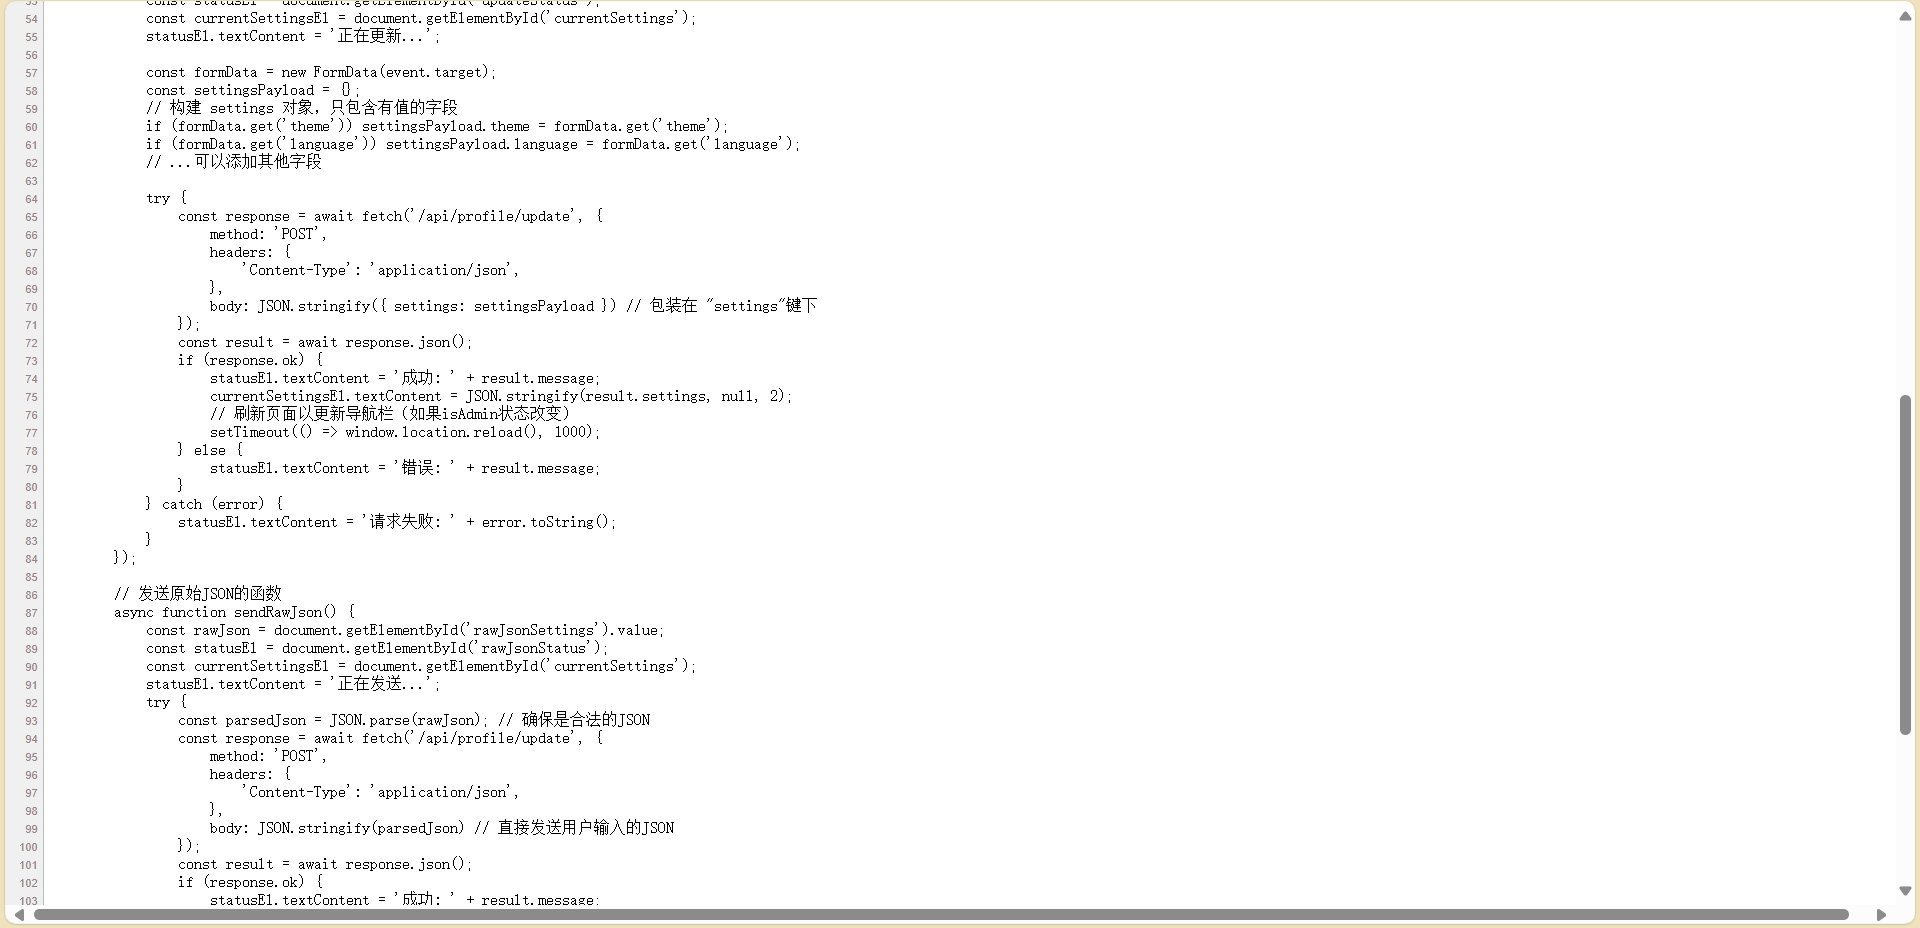 53 const statusEl = document.getElementById('updateStatus');
54 const currentSettingsEl = document.getElementById('currentSettings');
55 statusEl.textContent = '正在更新...';
56
57 const formData = new FormData(event.target);
58 const settingsPayload = {};
59 // 构建 settings 对象，只包含有值的字段
60 if (formData.get('theme')) settingsPayload.theme = formData.get('theme');
61 if (formData.get('language')) settingsPayload.language = formData.get('language');
62 // ...可以添加其他字段
63
64 try {
65 const response = await fetch('/api/profile/update', {
66 method: 'POST',
67 headers: {
68 'Content-Type': 'application/json',
69 },
70 body: JSON.stringify({ settings: settingsPayload }) // 包装在 "settings"键下
71 });
72 const result = await response.json();
73 if (response.ok) {
74 statusEl.textContent = '成功: ' + result.message;
75 currentSettingsEl.textContent = JSON.stringify(result.settings, null, 2);
76 // 刷新页面以更新导航栏（如果isAdmin状态改变）
77 setTimeout(() => window.location.reload(), 1000);
78 } else {
79 statusEl.textContent = '错误: ' + result.message;
80 }
81 } catch (error) {
82 statusEl.textContent = '请求失败: ' + error.toString();
83 }
84 });
85
86 // 发送原始JSON的函数
87 async function sendRawJson() {
88 const rawJson = document.getElementById('rawJsonSettings').value;
89 const statusEl = document.getElementById('rawJsonStatus');
90 const currentSettingsEl = document.getElementById('currentSettings');
91 statusEl.textContent = '正在发送...';
92 try {
93 const parsedJson = JSON.parse(rawJson); // 确保是合法的JSON
94 const response = await fetch('/api/profile/update', {
95 method: 'POST',
96 headers: {
97 'Content-Type': 'application/json',
98 },
99 body: JSON.stringify(parsedJson) // 直接发送用户输入的JSON
100 });
101 const result = await response.json();
102 if (response.ok) {
103 statusEl.textContent = '成功: ' + result.message;